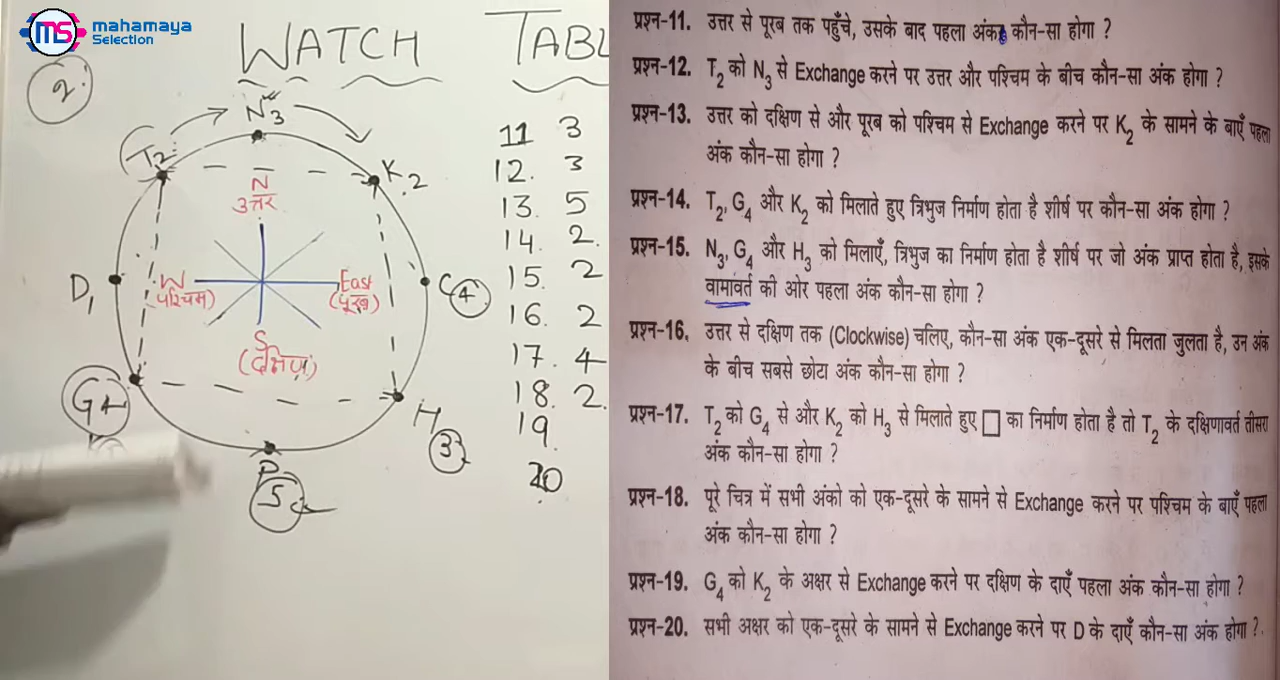 mahamaya
Selection
WATCH
TABL
2.
N3
T2
K.2
N
उत्तर
D1
W
(पश्चिम)
East
(पूरब)
C 4
S
(दक्षिण)
G4
H 3
P
5
11 3
12. 3
13. 5
14. 2.
15. 2
16. 2
17. 4
18. 2.
19.
20
प्रश्न-11. उत्तर से पूरब तक पहुँचे, उसके बाद पहला अंक कौन-सा होगा ?
प्रश्न-12. T2 को N3 से Exchange करने पर उत्तर और पश्चिम के बीच कौन-सा अंक होगा ?
प्रश्न-13. उत्तर को दक्षिण से और पूरब को पश्चिम से Exchange करने पर K2 के सामने के बाएँ पहला
अंक कौन-सा होगा ?
प्रश्न-14. T2, G4 और K2 को मिलाते हुए त्रिभुज निर्माण होता है शीर्ष पर कौन-सा अंक होगा ?
प्रश्न-15. N3, G4 और H3 को मिलाएँ, त्रिभुज का निर्माण होता है शीर्ष पर जो अंक प्राप्त होता है, इसके
वामावर्त की ओर पहला अंक कौन-सा होगा ?
प्रश्न-16. उत्तर से दक्षिण तक (Clockwise) चलिए, कौन-सा अंक एक-दूसरे से मिलता जुलता है, उन अंक
के बीच सबसे छोटा अंक कौन-सा होगा ?
प्रश्न-17. T2 को G4 से और K2 को H3 से मिलाते हुए □ का निर्माण होता है तो T2 के दक्षिणावर्त तीसरा
अंक कौन-सा होगा ?
प्रश्न-18. पूरे चित्र में सभी अंको को एक-दूसरे के सामने से Exchange करने पर पश्चिम के बाएँ पहला
अंक कौन-सा होगा ?
प्रश्न-19. G4 को K2 के अक्षर से Exchange करने पर दक्षिण के दाएँ पहला अंक कौन-सा होगा ?
प्रश्न-20. सभी अक्षर को एक-दूसरे के सामने से Exchange करने पर D के दाएँ कौन-सा अंक होगा ?